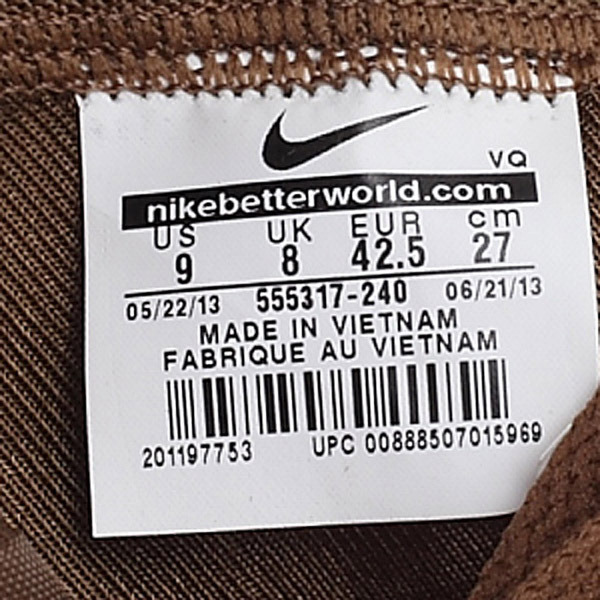 VQ
nikebetterworld.com
US UK EUR cm
9 8 42.5 27
05/22/13 555317-240 06/21/13
MADE IN VIETNAM
FABRIQUE AU VIETNAM
201197753 UPC 00888507015969